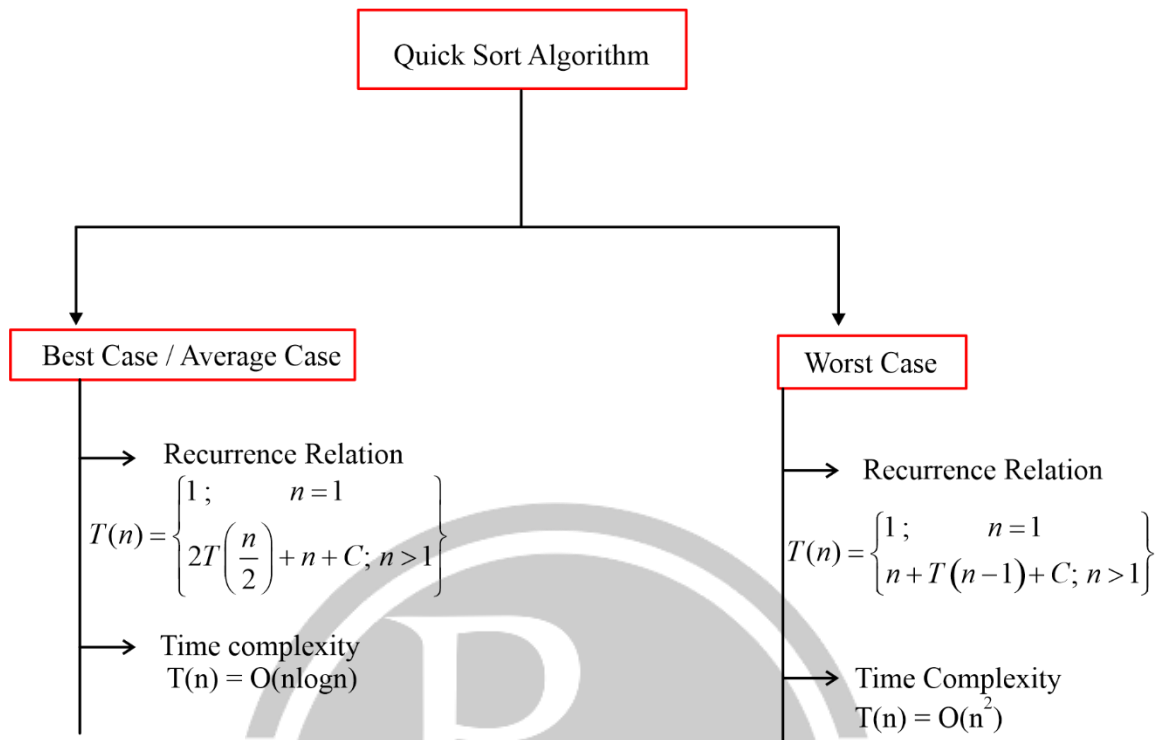 Quick Sort Algorithm
Best Case / Average Case
Recurrence Relation
T(n) = {1 ; n = 1
2T(n/2) + n + C; n > 1}
Time complexity
T(n) = O(nlogn)
Worst Case
Recurrence Relation
T(n) = {1 ; n = 1
n + T(n−1) + C; n > 1}
Time Complexity
T(n) = O(n²)